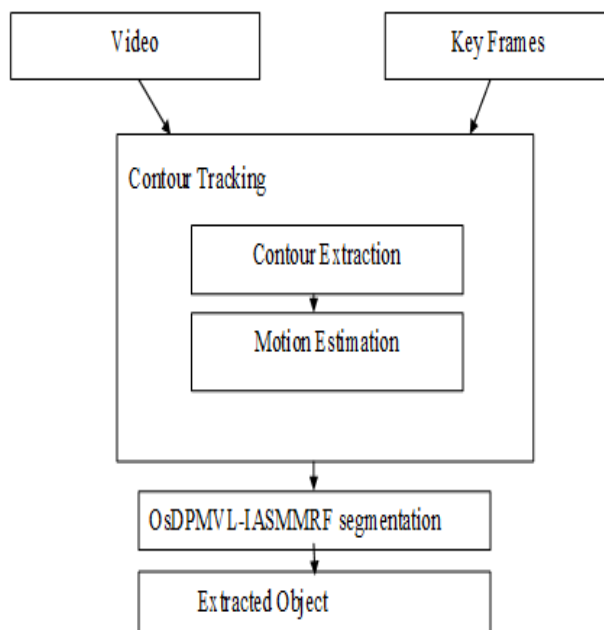 Video
Key Frames
Contour Tracking
Contour Extraction
Motion Estimation
OsDPMVL-IASMMRF segmentation
Extracted Object